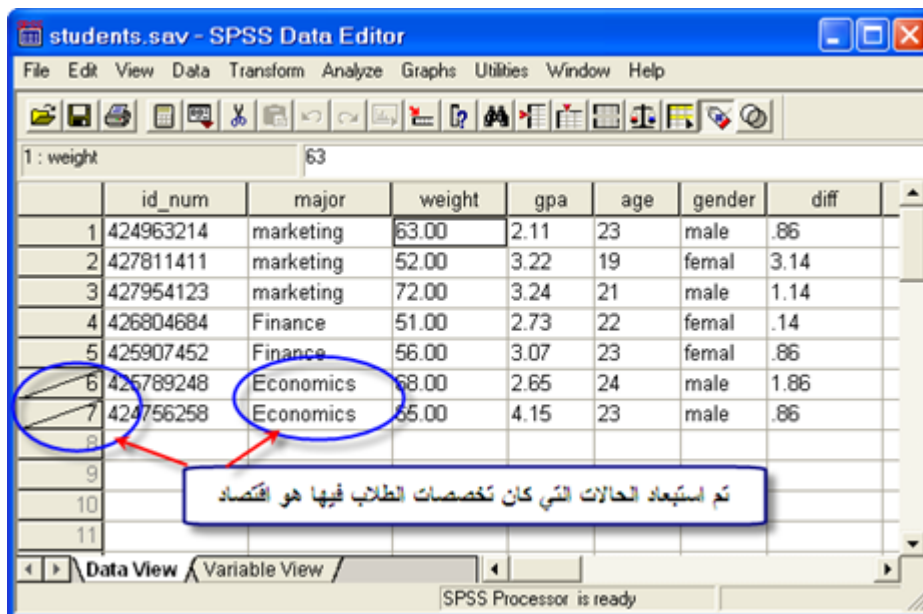 students.sav - SPSS Data Editor
File Edit View Data Transform Analyze Graphs Utilities Window Help
1 : weight 63
id_num major weight gpa age gender diff
1 424963214 marketing 63.00 2.11 23 male .86
2 427811411 marketing 52.00 3.22 19 femal 3.14
3 427954123 marketing 72.00 3.24 21 male 1.14
4 426804684 Finance 51.00 2.73 22 femal .14
5 425907452 Finance 56.00 3.07 23 femal .86
6 425789248 Economics 68.00 2.65 24 male 1.86
7 424756258 Economics 65.00 4.15 23 male .86
8
9
تم استبعاد الحالات التي كان تخصصات الطلاب فيها هو اقتصاد
10
11
Data View Variable View
SPSS Processor is ready